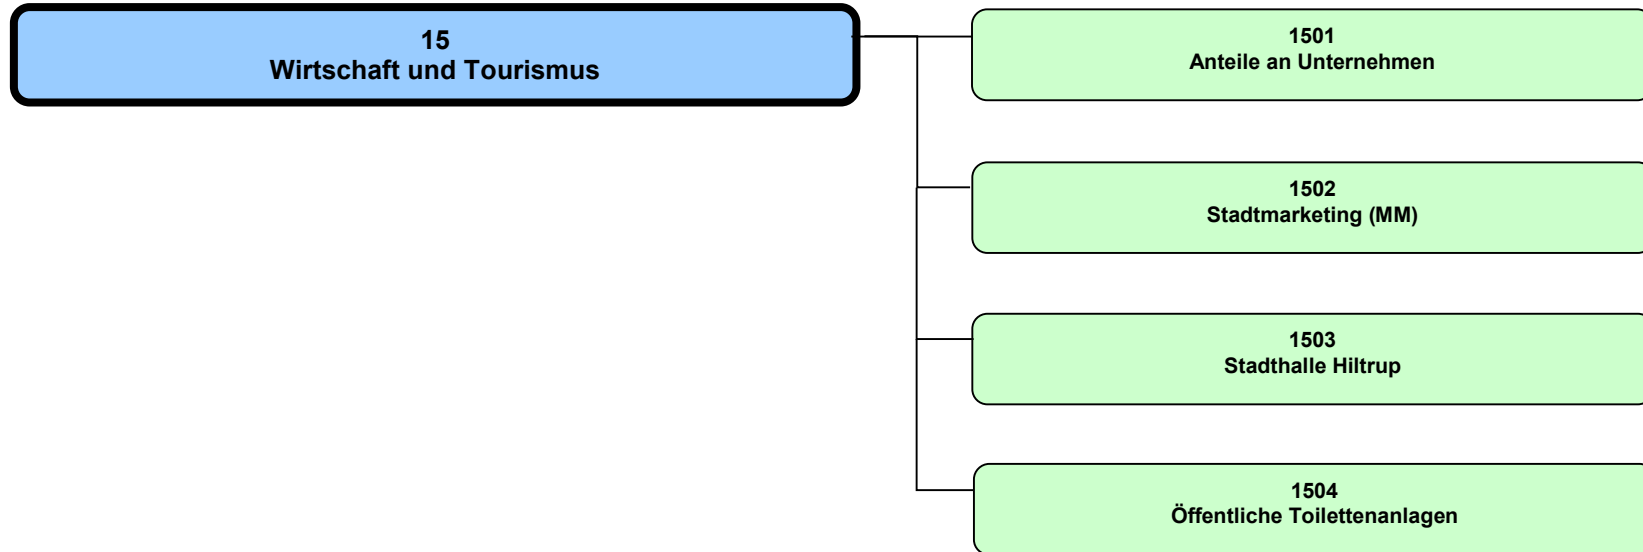 15
Wirtschaft und Tourismus
1501
Anteile an Unternehmen
1502
Stadtmarketing (MM)
1503
Stadthalle Hiltrup
1504
Öffentliche Toilettenanlagen